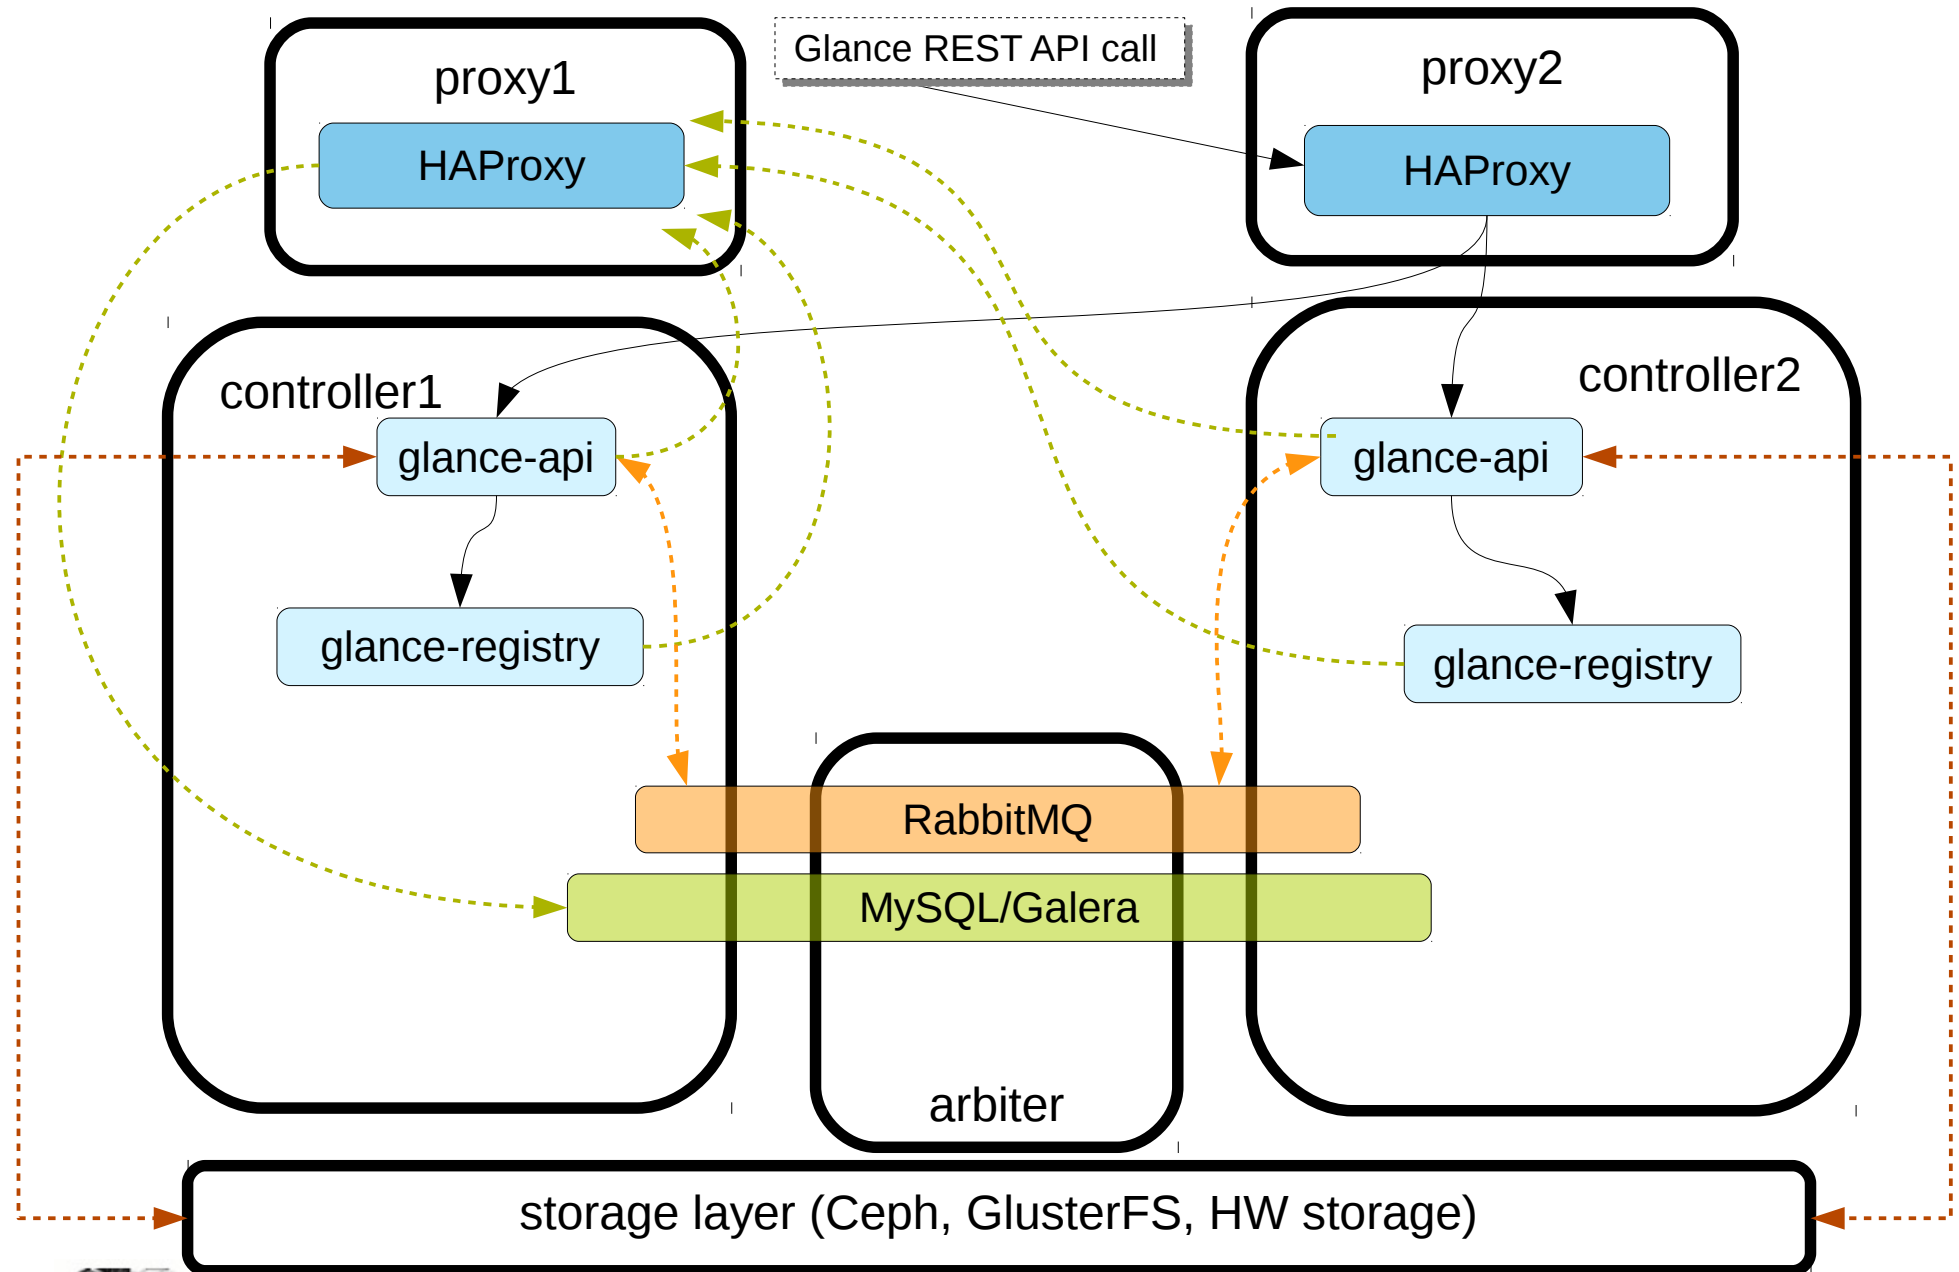 Glance REST API call
proxy1
HAProxy
proxy2
HAProxy
controller1
glance-api
glance-registry
controller2
glance-api
glance-registry
RabbitMQ
MySQL/Galera
arbiter
storage layer (Ceph, GlusterFS, HW storage)